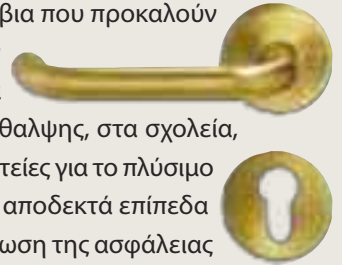 βια που προκαλούν
θαλψης, στα σχολεία,
τείες για το πλύσιμο
αποδεκτά επίπεδα
ωση της ασφάλειας